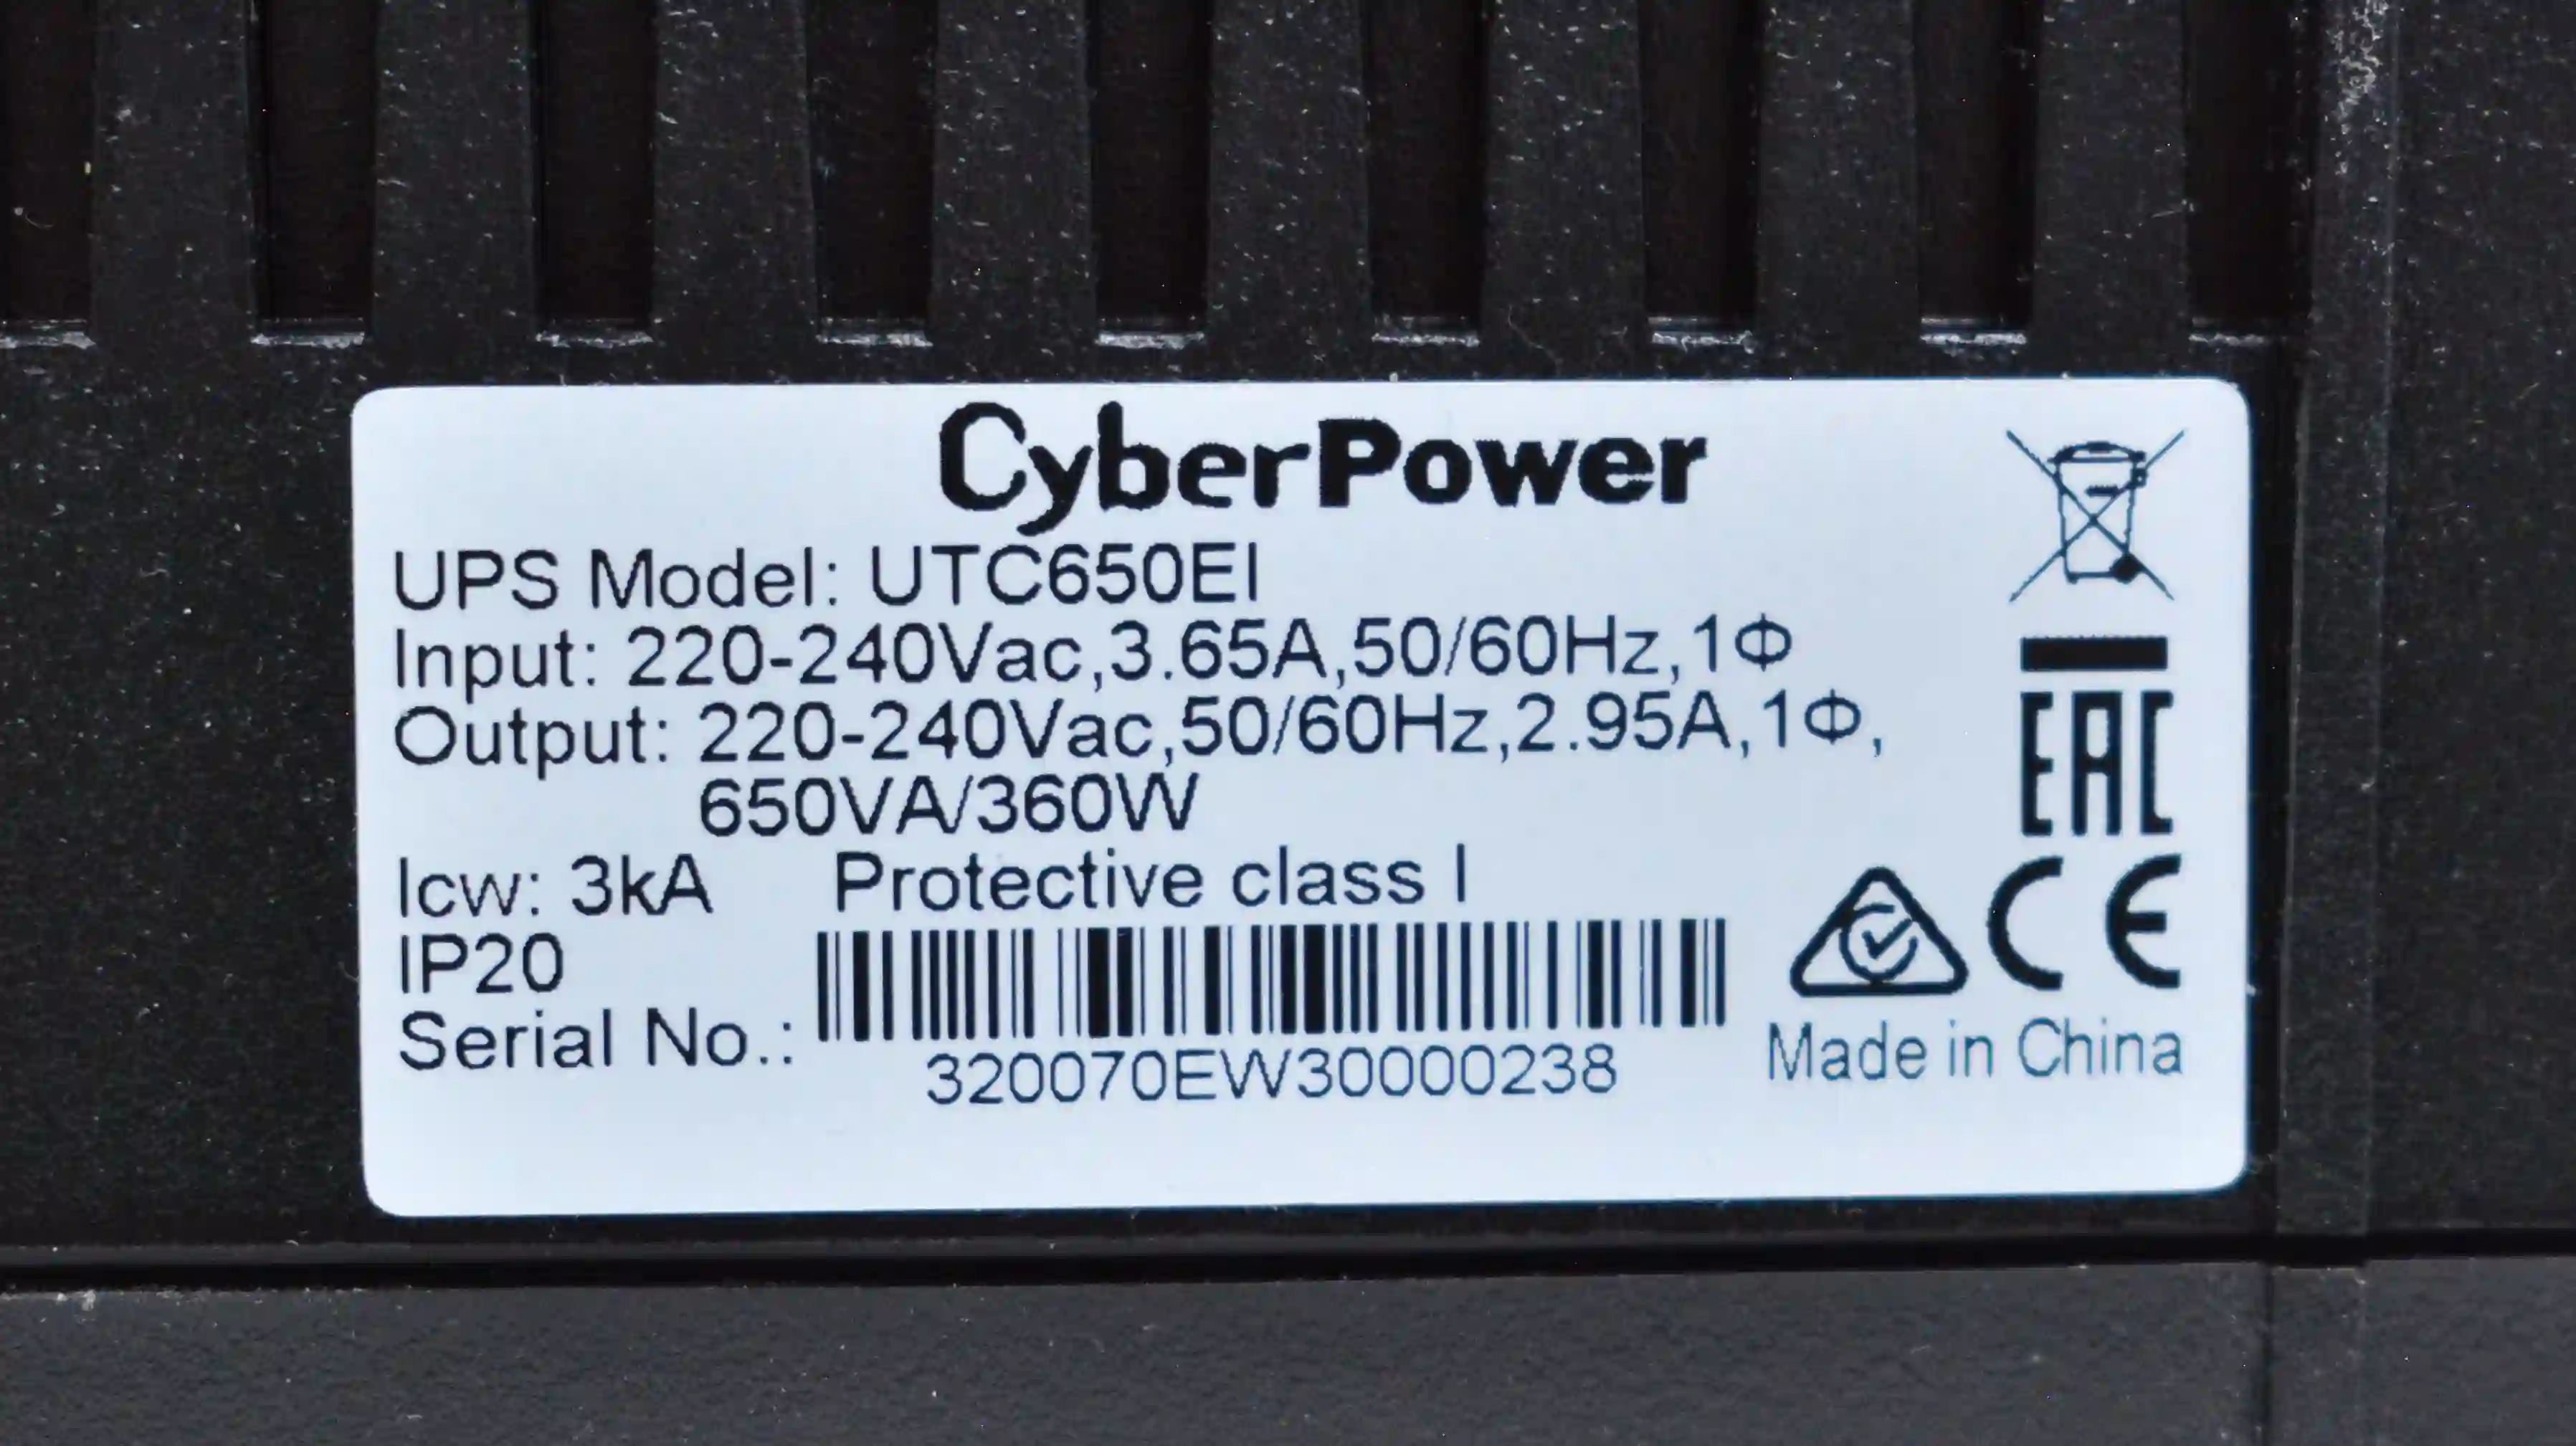 CyberPower
UPS Model: UTC650EI
Input: 220-240Vac,3.65A,50/60Hz,1Φ
Output: 220-240Vac,50/60Hz,2.95A,1Φ,
650VA/360W
Icw: 3kA Protective class I
IP20
Serial No.:
320070EW30000238
EAC
CE
Made in China